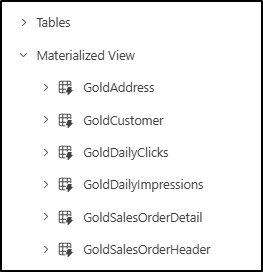 Tables
Materialized View
GoldAddress
GoldCustomer
GoldDailyClicks
GoldDailyImpressions
GoldSalesOrderDetail
GoldSalesOrderHeader